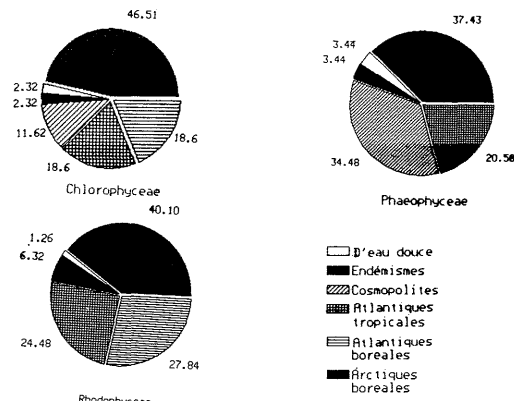 46.51
2.32
2.32
11.62
18.6
18.6
Chlorophyceae
37.43
3.44
3.44
34.48
20.58
Phaeophyceae
40.10
1.26
6.32
24.48
27.84
Rhodophyceae
D'eau douce
Endémismes
Cosmopolites
Atlantiques
tropicales
Atlantiques
boreales
Árctiques
boreales